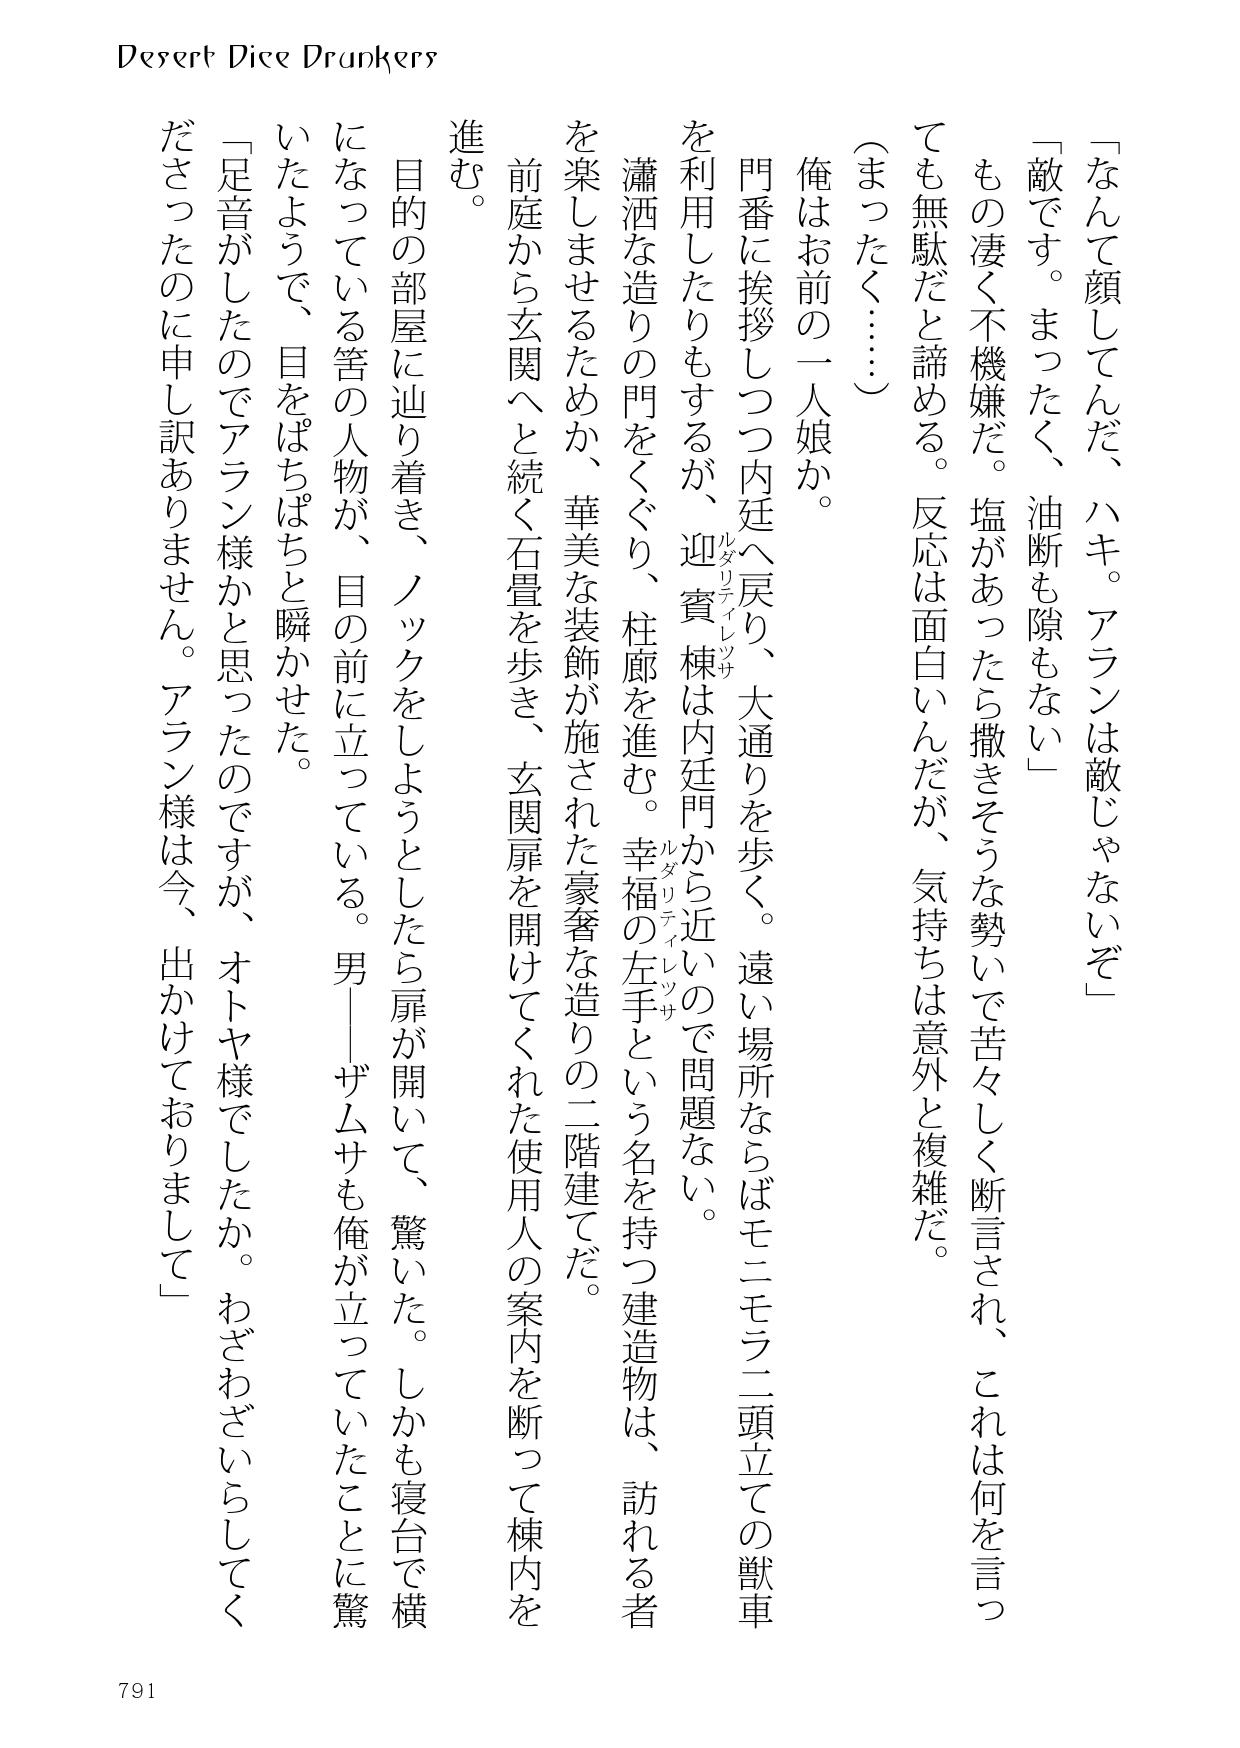 Desert Dice Drunkers
「なんて顔してんだ、ハキ。アランは敵じゃないぞ」
「敵です。まったく、油断も隙もない」
もの凄く不機嫌だ。塩があったら撒きそうな勢いで苦々しく断言され、これは何を言っ
ても無駄だと諦める。反応は面白いんだが、気持ちは意外と複雑だ。
（まったく……）
俺はお前の一人娘か。
門番に挨拶しつつ内廷へ戻り、大通りを歩く。遠い場所ならばモニモラ二頭立ての獣車
を利用したりもするが、迎賓棟ルダリティレッサは内廷門から近いので問題ない。
瀟洒な造りの門をくぐり、柱廊を進む。幸福の左手ルダリティレッサという名を持つ建造物は、訪れる者
を楽しませるためか、華美な装飾が施された豪奢な造りの二階建てだ。
前庭から玄関へと続く石畳を歩き、玄関扉を開けてくれた使用人の案内を断って棟内を
進む。
目的の部屋に辿り着き、ノックをしようとしたら扉が開いて、驚いた。しかも寝台で横
になっている筈の人物が、目の前に立っている。男――ザムサも俺が立っていたことに驚
いたようで、目をぱちぱちと瞬かせた。
「足音がしたのでアラン様かと思ったのですが、オトヤ様でしたか。わざわざいらしてく
ださったのに申し訳ありません。アラン様は今、出かけておりまして」
791